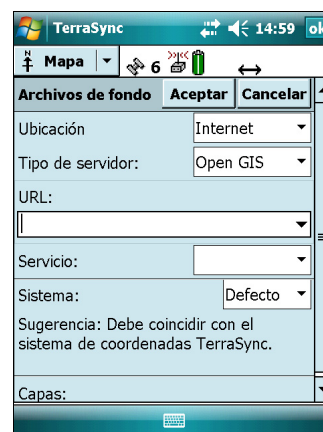 TerraSync 14:59 ok
N Mapa 6
Archivos de fondo Aceptar Cancelar
Ubicación Internet
Tipo de servidor: Open GIS
URL:
Servicio:
Sistema: Defecto
Sugerencia: Debe coincidir con el
sistema de coordenadas TerraSync.
Capas: